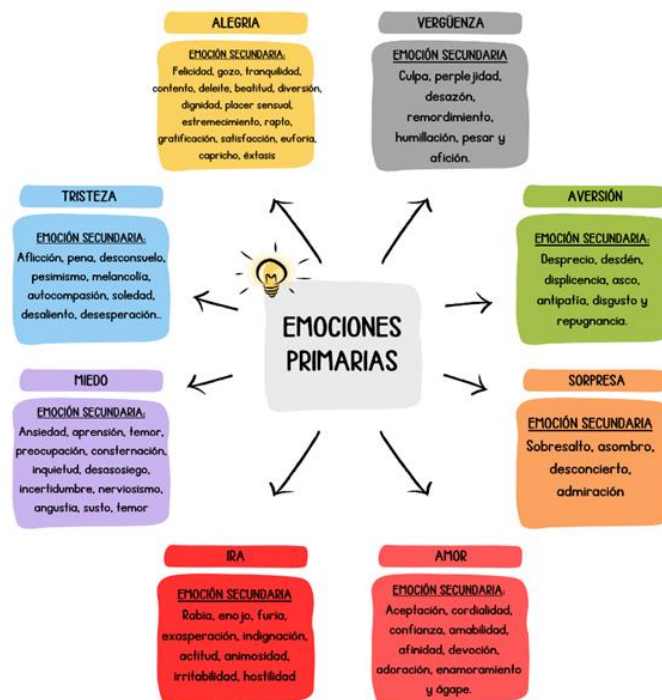 ALEGRIA
EMOCIÓN SECUNDARIA:
Felicidad, gozo, tranquilidad,
contento, deleite, beatitud, diversión,
dignidad, placer sensual,
estremecimiento, rapto,
gratificación, satisfacción, euforia,
capricho, éxtasis
VERGÜENZA
EMOCIÓN SECUNDARIA
Culpa, perplejidad,
desazón,
remordimiento,
humillación, pesar y
afición.
TRISTEZA
EMOCIÓN SECUNDARIA:
Aflicción, pena, desconsuelo,
pesimismo, melancolía,
autocompasión, soledad,
desaliento, desesperación..
AVERSIÓN
EMOCIÓN SECUNDARIA:
Desprecio, desdén,
displicencia, asco,
antipatía, disgusto y
repugnancia.
EMOCIONES
PRIMARIAS
MIEDO
EMOCIÓN SECUNDARIA:
Ansiedad, aprensión, temor,
preocupación, consternación,
inquietud, desasosiego,
incertidumbre, nerviosismo,
angustia, susto, temor
SORPRESA
EMOCIÓN SECUNDARIA
Sobresalto, asombro,
desconcierto,
admiración
IRA
EMOCIÓN SECUNDARIA
Rabia, enojo, furia,
exasperación, indignación,
actitud, animosidad,
irritabilidad, hostilidad
AMOR
EMOCIÓN SECUNDARIA:
Aceptación, cordialidad,
confianza, amabilidad,
afinidad, devoción,
adoración, enamoramiento
y ágape.